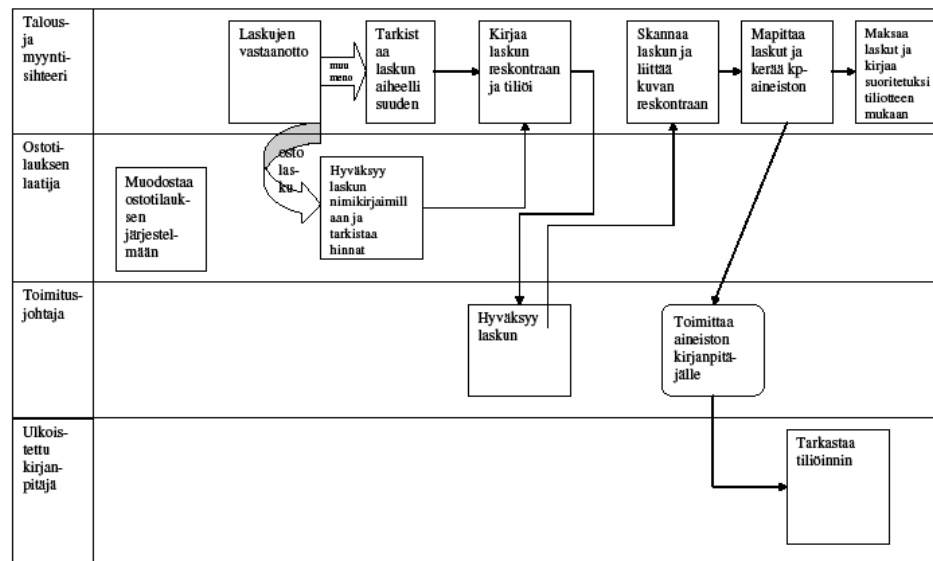 Talous-
ja
myynti-
sihteeri
Laskujen
vastaanotto
muu
meno
Tarkist
aa
laskun
aiheelli
suuden
Kirjaa
laskun
reskontraan
ja tiliöi
Skannaa
laskun ja
liittää
kuvan
reskontraan
Mapittaa
laskut ja
kerää kp-
aineiston
Maksaa
laskut ja
kirjaa
suoritetuksi
tiliotteen
mukaan
Ostoti-
lauksen
laatija
Muodostaa
ostotilauk-
sen
järjestel-
mään
osto
las-
ku
Hyväksyy
laskun
nimikirjaimill
aan ja
tarkistaa
hinnat
Toimitus-
johtaja
Hyväksyy
laskun
Toimittaa
aineiston
kirjanpitä-
jälle
Ulkois-
tettu
kirjan-
pitäjä
Tarkastaa
tiliöinnin